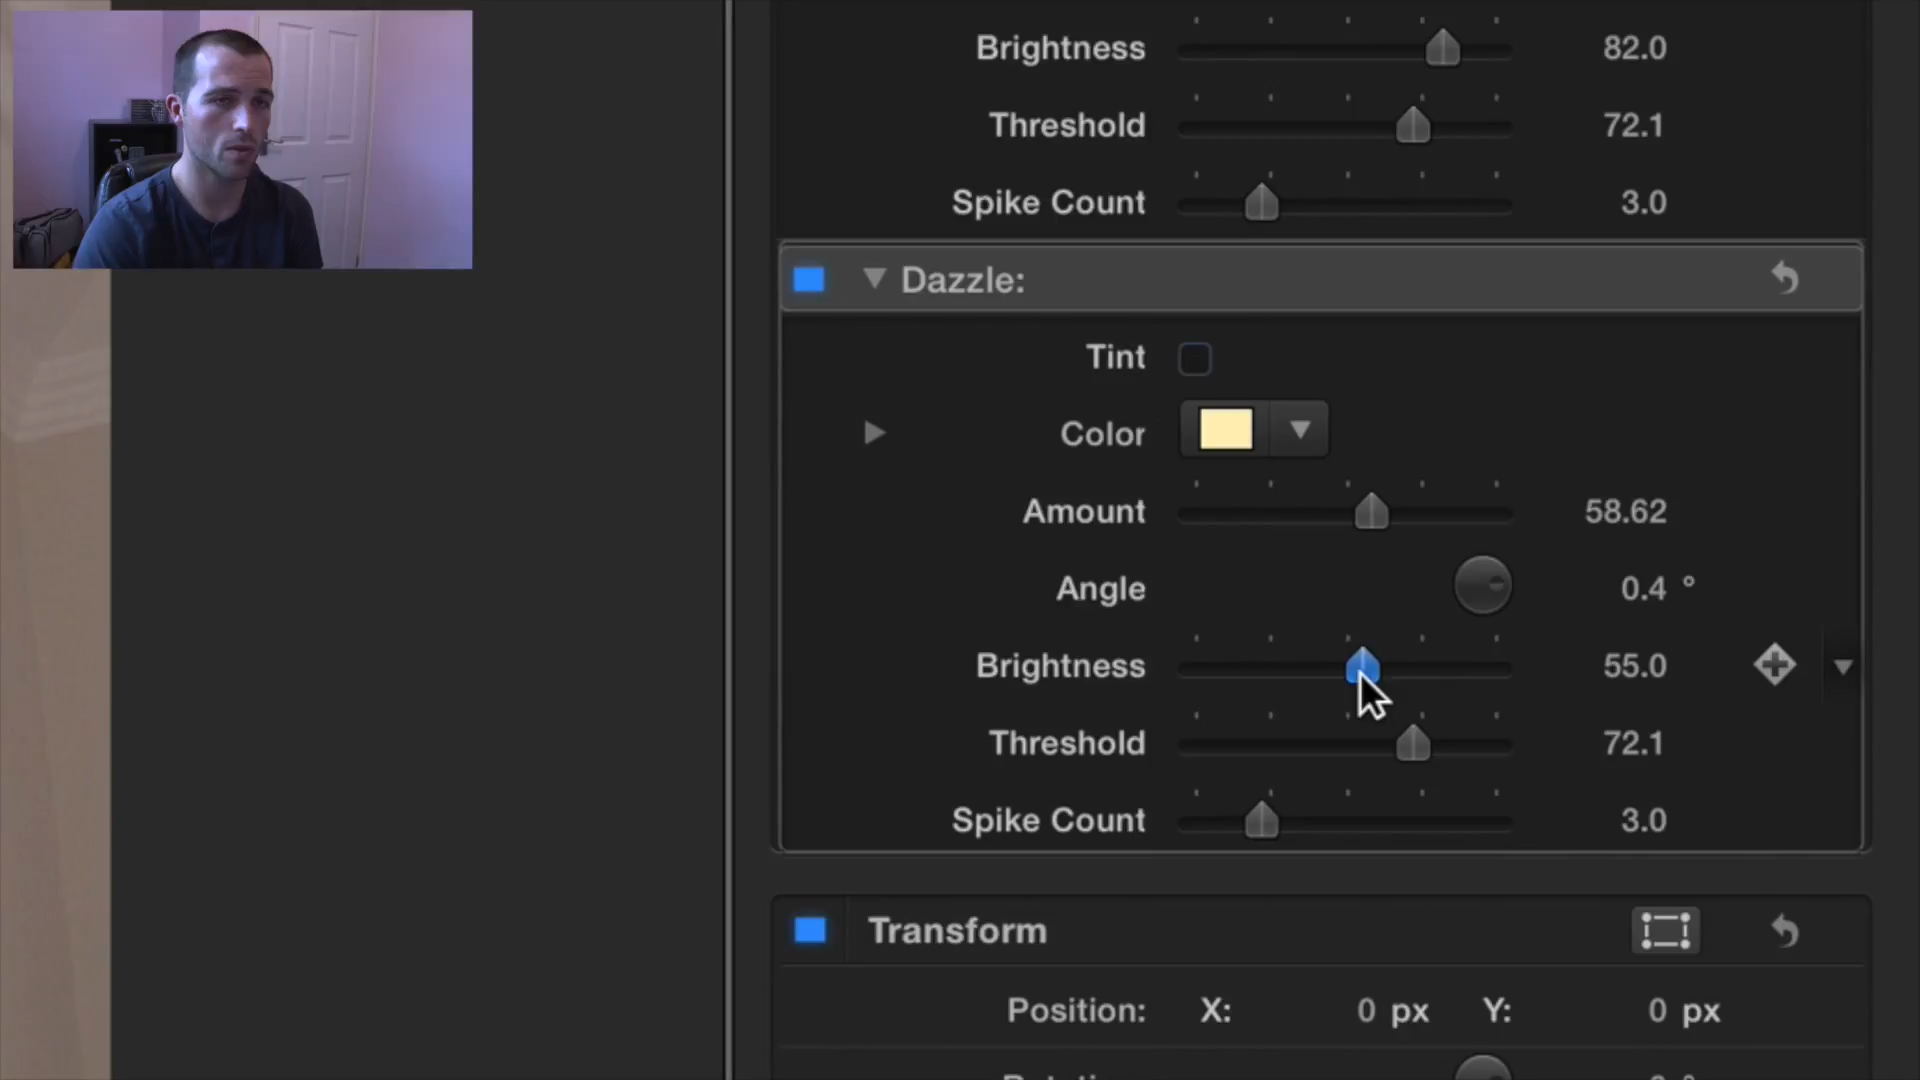 Brightness 82.0
Threshold 72.1
Spike Count 3.0
Dazzle:
Tint
Color
Amount 58.62
Angle 0.4 °
Brightness 55.0
Threshold 72.1
Spike Count 3.0
Transform
Position: X: 0 px Y: 0 px